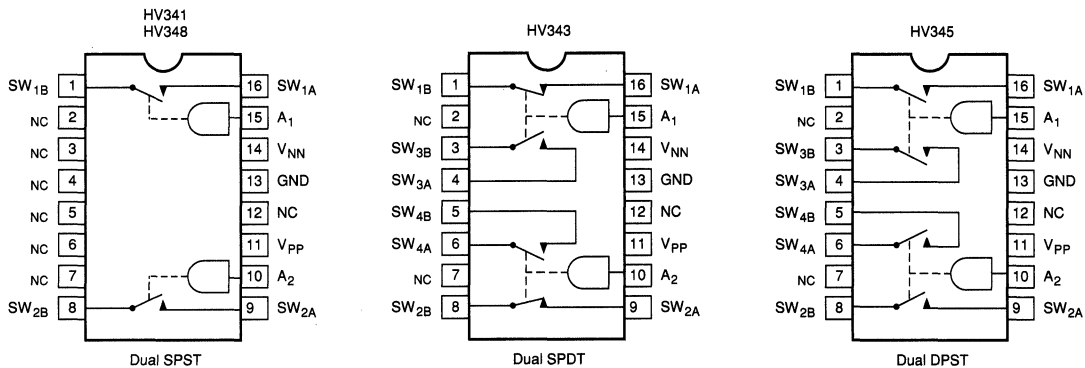 HV341
HV348
SW1B 1 16 SW1A
NC 2 15 A1
NC 3 14 VNN
NC 4 13 GND
NC 5 12 NC
NC 6 11 VPP
NC 7 10 A2
SW2B 8 9 SW2A
Dual SPST
HV343
SW1B 1 16 SW1A
NC 2 15 A1
SW3B 3 14 VNN
SW3A 4 13 GND
SW4B 5 12 NC
SW4A 6 11 VPP
NC 7 10 A2
SW2B 8 9 SW2A
Dual SPDT
HV345
SW1B 1 16 SW1A
NC 2 15 A1
SW3B 3 14 VNN
SW3A 4 13 GND
SW4B 5 12 NC
SW4A 6 11 VPP
NC 7 10 A2
SW2B 8 9 SW2A
Dual DPST